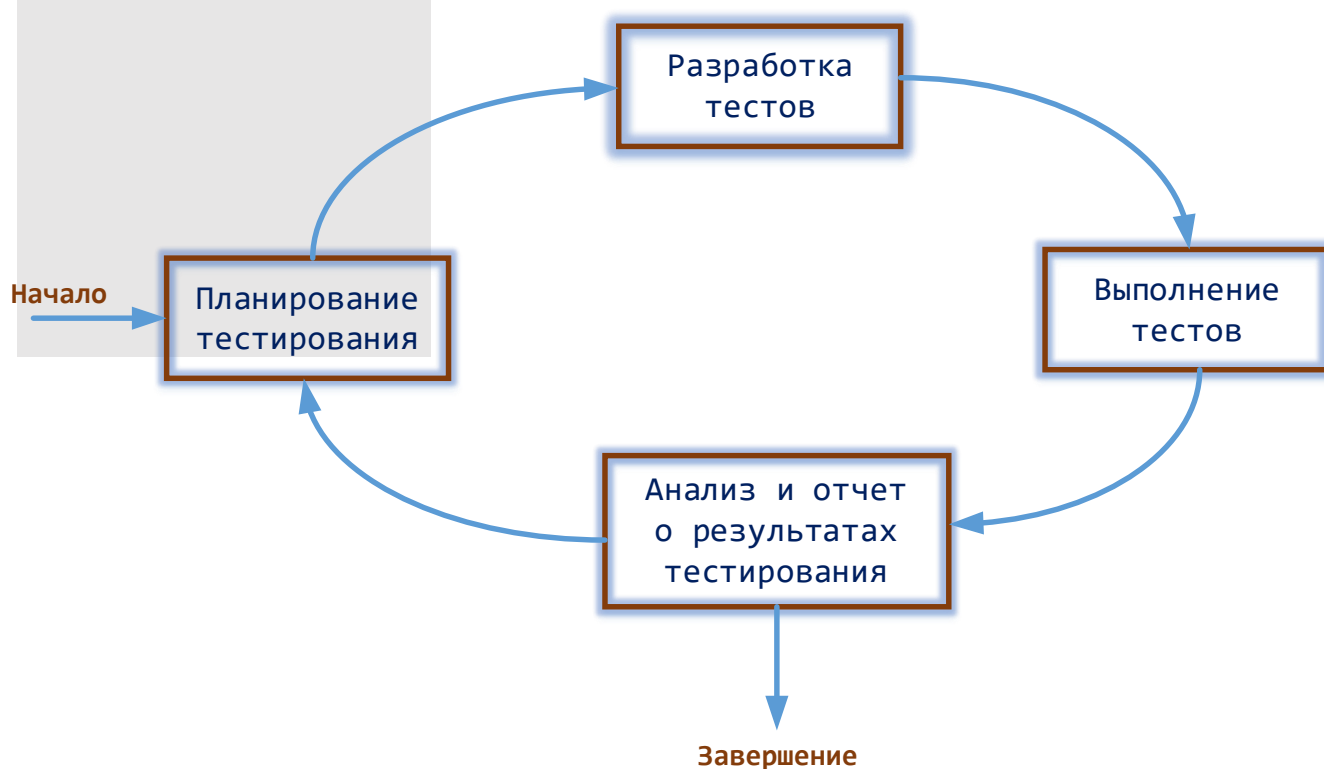 Разработка
тестов
Начало
Планирование
тестирования
Выполнение
тестов
Анализ и отчет
о результатах
тестирования
Завершение